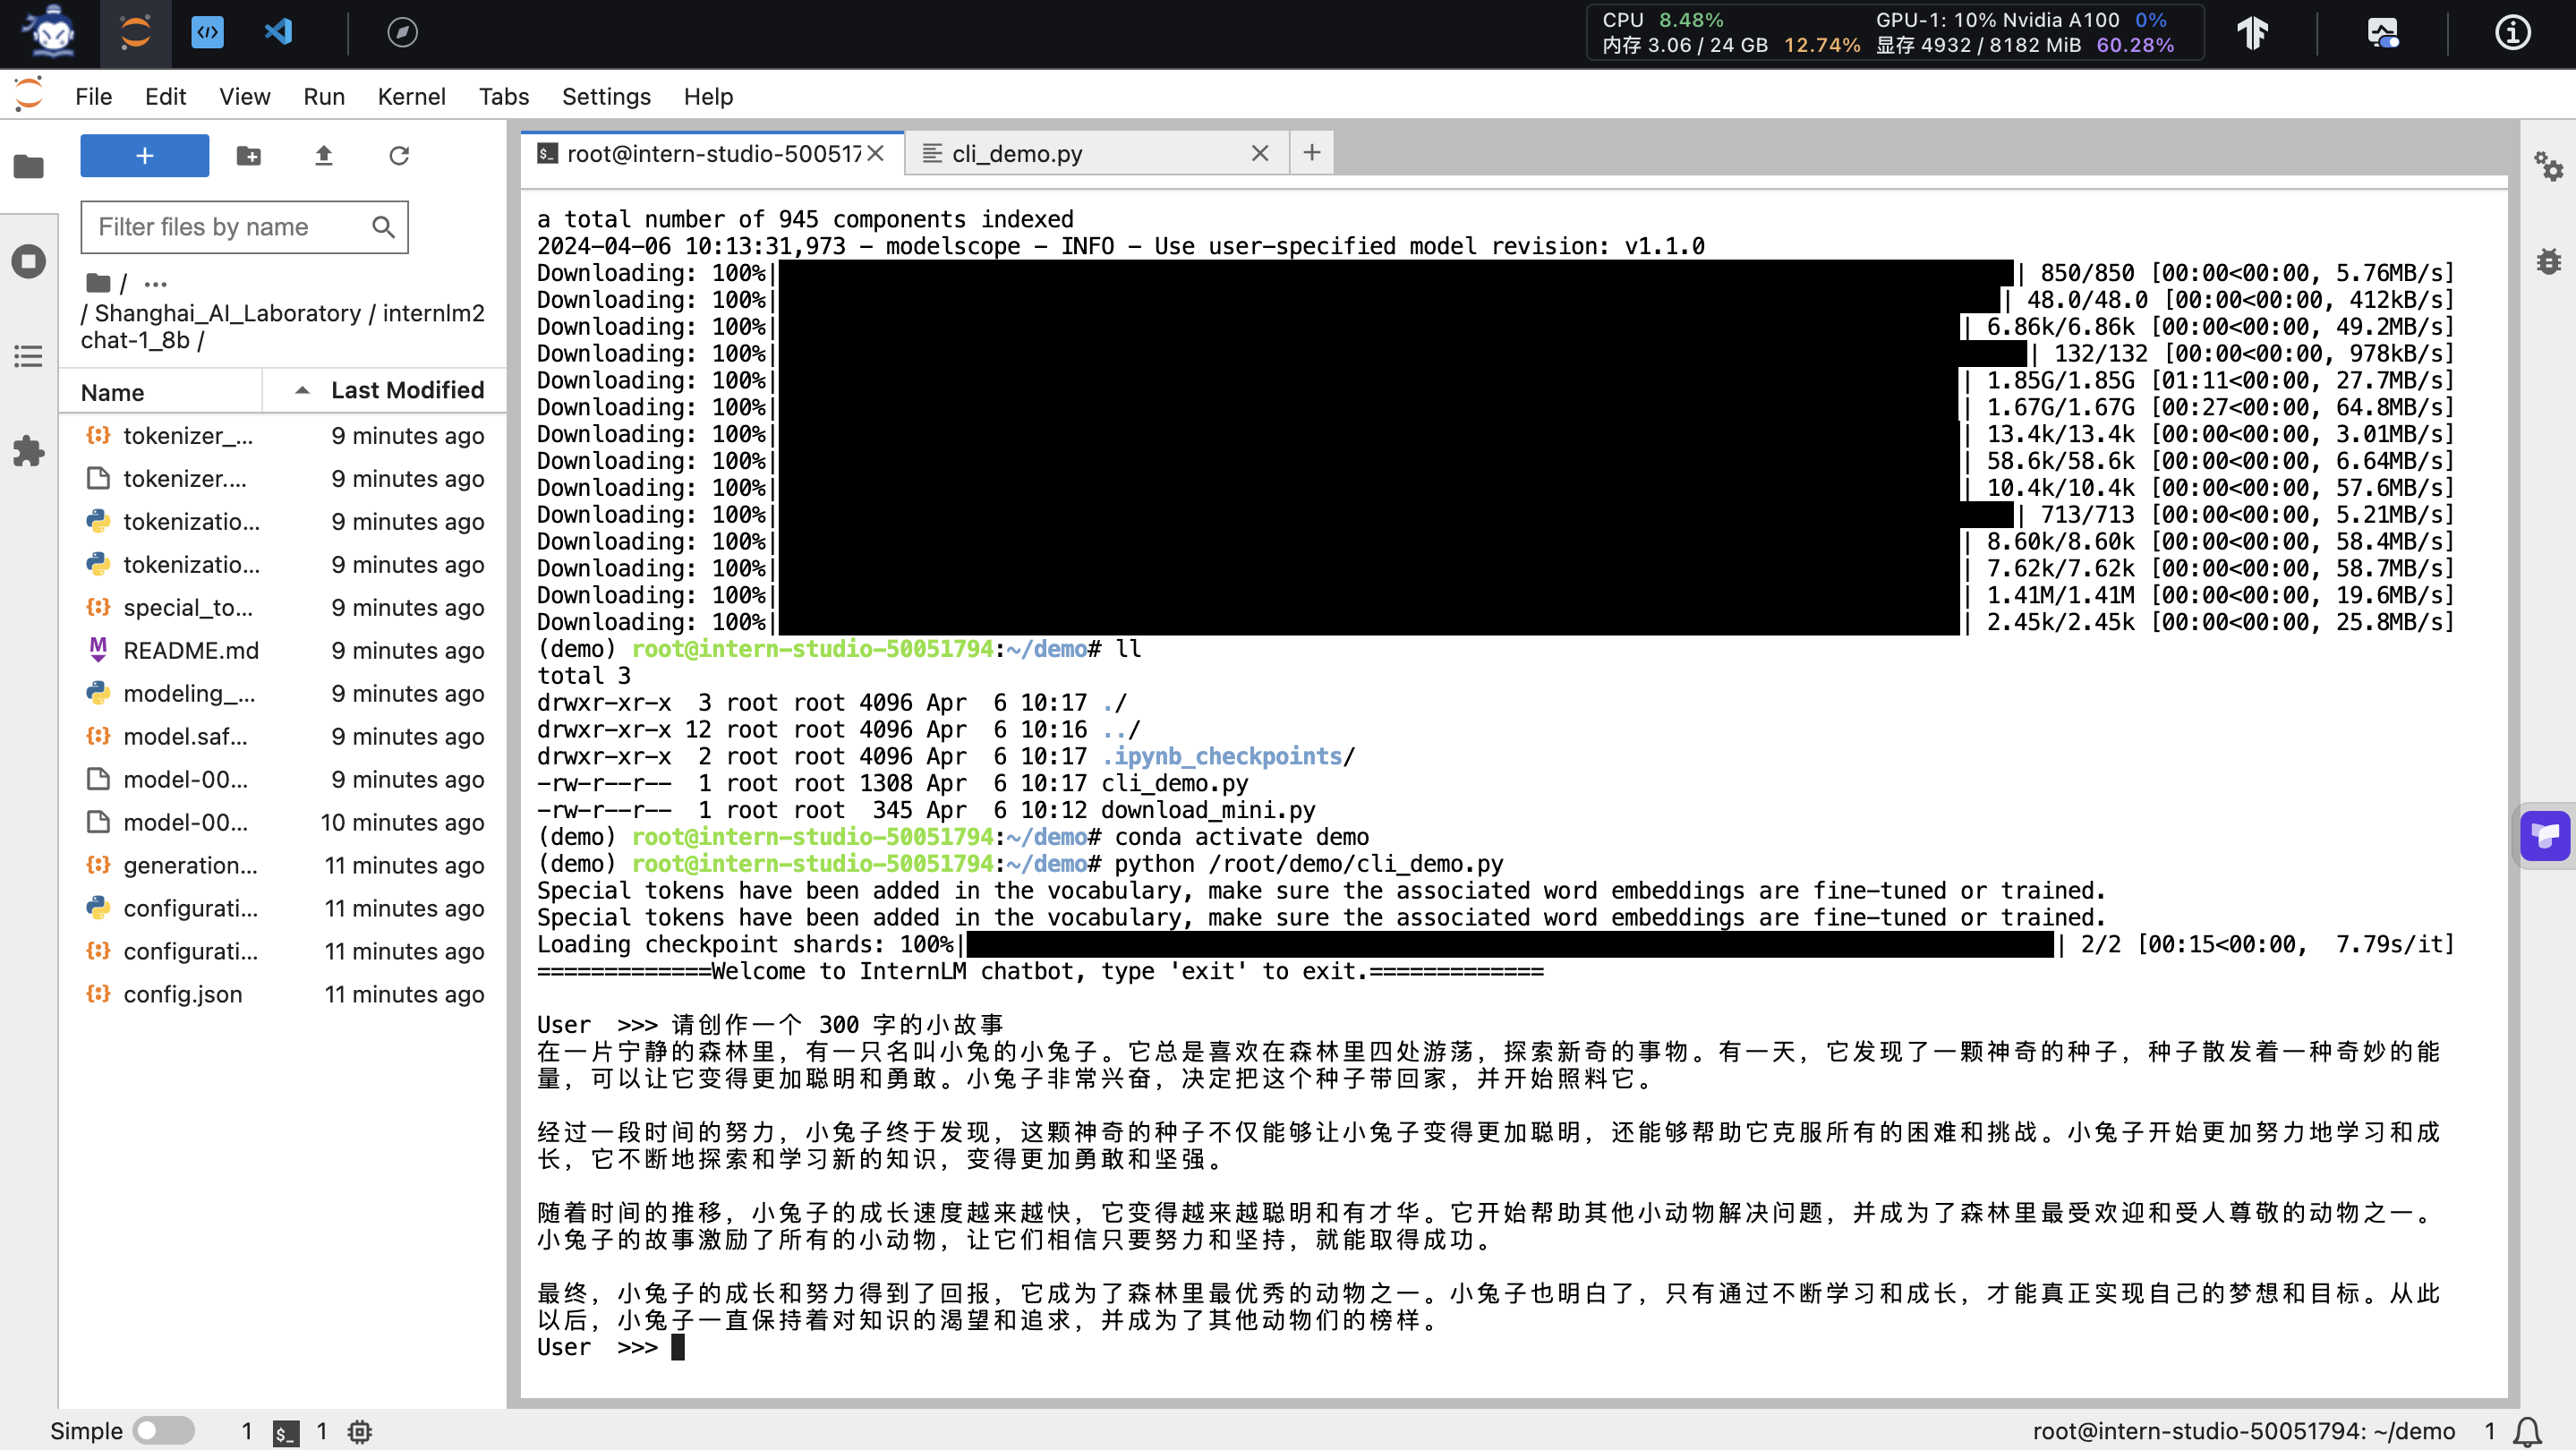 CPU 8.48% GPU-1: 10% Nvidia A100 0%
内存 3.06 / 24 GB 12.74% 显存 4932 / 8182 MiB 60.28%
File Edit View Run Kernel Tabs Settings Help
+
root@intern-studio-500517
cli_demo.py
Filter files by name
/ ...
/ Shanghai_AI_Laboratory / internlm2
chat-1_8b /
Name Last Modified
tokenizer_... 9 minutes ago
tokenizer.... 9 minutes ago
tokenizatio... 9 minutes ago
tokenizatio... 9 minutes ago
special_to... 9 minutes ago
README.md 9 minutes ago
modeling_... 9 minutes ago
model.saf... 9 minutes ago
model-00... 9 minutes ago
model-00... 10 minutes ago
generation... 11 minutes ago
configurati... 11 minutes ago
configurati... 11 minutes ago
config.json 11 minutes ago
a total number of 945 components indexed
2024-04-06 10:13:31,973 - modelscope - INFO - Use user-specified model revision: v1.1.0
Downloading: 100%| | 850/850 [00:00<00:00, 5.76MB/s]
Downloading: 100%| | 48.0/48.0 [00:00<00:00, 412kB/s]
Downloading: 100%| | 6.86k/6.86k [00:00<00:00, 49.2MB/s]
Downloading: 100%| | 132/132 [00:00<00:00, 978kB/s]
Downloading: 100%| | 1.85G/1.85G [01:11<00:00, 27.7MB/s]
Downloading: 100%| | 1.67G/1.67G [00:27<00:00, 64.8MB/s]
Downloading: 100%| | 13.4k/13.4k [00:00<00:00, 3.01MB/s]
Downloading: 100%| | 58.6k/58.6k [00:00<00:00, 6.64MB/s]
Downloading: 100%| | 10.4k/10.4k [00:00<00:00, 57.6MB/s]
Downloading: 100%| | 713/713 [00:00<00:00, 5.21MB/s]
Downloading: 100%| | 8.60k/8.60k [00:00<00:00, 58.4MB/s]
Downloading: 100%| | 7.62k/7.62k [00:00<00:00, 58.7MB/s]
Downloading: 100%| | 1.41M/1.41M [00:00<00:00, 19.6MB/s]
Downloading: 100%| | 2.45k/2.45k [00:00<00:00, 25.8MB/s]
(demo) root@intern-studio-50051794:~/demo# ll
total 3
drwxr-xr-x 3 root root 4096 Apr 6 10:17 ./
drwxr-xr-x 12 root root 4096 Apr 6 10:16 ../
drwxr-xr-x 2 root root 4096 Apr 6 10:17 .ipynb_checkpoints/
-rw-r--r-- 1 root root 1308 Apr 6 10:17 cli_demo.py
-rw-r--r-- 1 root root 345 Apr 6 10:12 download_mini.py
(demo) root@intern-studio-50051794:~/demo# conda activate demo
(demo) root@intern-studio-50051794:~/demo# python /root/demo/cli_demo.py
Special tokens have been added in the vocabulary, make sure the associated word embeddings are fine-tuned or trained.
Special tokens have been added in the vocabulary, make sure the associated word embeddings are fine-tuned or trained.
Loading checkpoint shards: 100%| | 2/2 [00:15<00:00, 7.79s/it]
=============Welcome to InternLM chatbot, type 'exit' to exit.=============
User >>> 请创作一个 300 字的小故事
在一片宁静的森林里，有一只名叫小兔的小兔子。它总是喜欢在森林里四处游荡，探索新奇的事物。有一天，它发现了一颗神奇的种子，种子散发着一种奇妙的能
量，可以让它变得更加聪明和勇敢。小兔子非常兴奋，决定把这个种子带回家，并开始照料它。
经过一段时间的努力，小兔子终于发现，这颗神奇的种子不仅能够让小兔子变得更加聪明，还能够帮助它克服所有的困难和挑战。小兔子开始更加努力地学习和成
长，它不断地探索和学习新的知识，变得更加勇敢和坚强。
随着时间的推移，小兔子的成长速度越来越快，它变得越来越聪明和有才华。它开始帮助其他小动物解决问题，并成为了森林里最受欢迎和受人尊敬的动物之一。
小兔子的故事激励了所有的小动物，让它们相信只要努力和坚持，就能取得成功。
最终，小兔子的成长和努力得到了回报，它成为了森林里最优秀的动物之一。小兔子也明白了，只有通过不断学习和成长，才能真正实现自己的梦想和目标。从此
以后，小兔子一直保持着对知识的渴望和追求，并成为了其他动物们的榜样。
User >>>
Simple 1 $_ 1 root@intern-studio-50051794: ~/demo 1